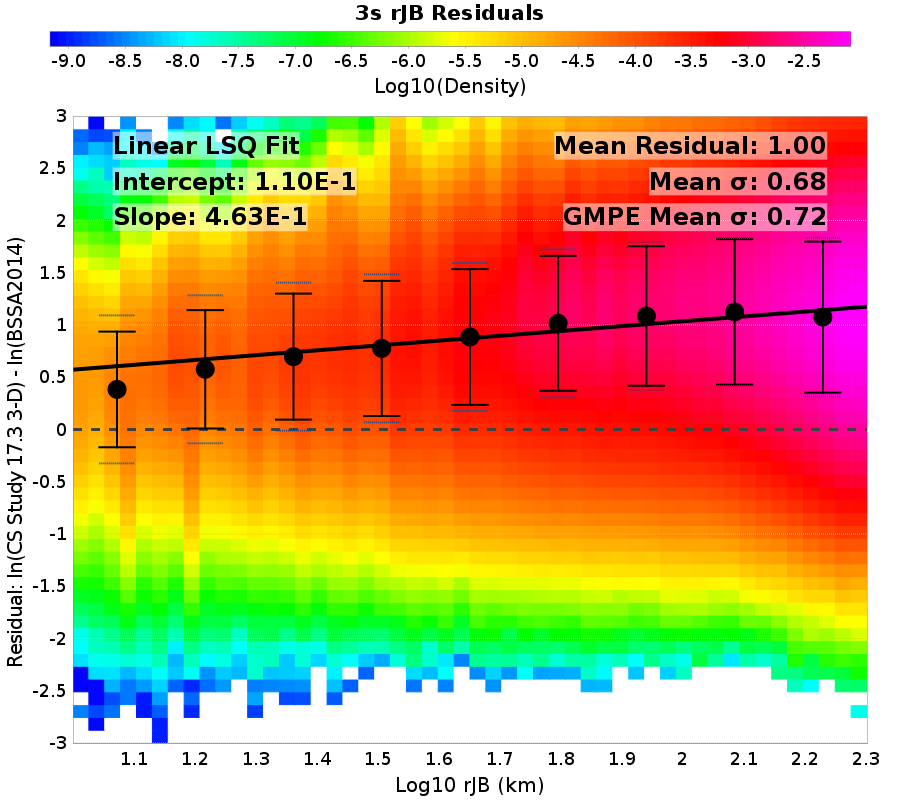 3s rJB Residuals
-9.0 -8.5 -8.0 -7.5 -7.0 -6.5 -6.0 -5.5 -5.0 -4.5 -4.0 -3.5 -3.0 -2.5
Log10(Density)
Linear LSQ Fit
Intercept: 1.10E-1
Slope: 4.63E-1
Mean Residual: 1.00
Mean σ: 0.68
GMPE Mean σ: 0.72
Residual: ln(CS Study 17.3 3-D) - ln(BSSA2014)
3
2.5
2
1.5
1
0.5
0
-0.5
-1
-1.5
-2
-2.5
-3
1.1 1.2 1.3 1.4 1.5 1.6 1.7 1.8 1.9 2 2.1 2.2 2.3
Log10 rJB (km)